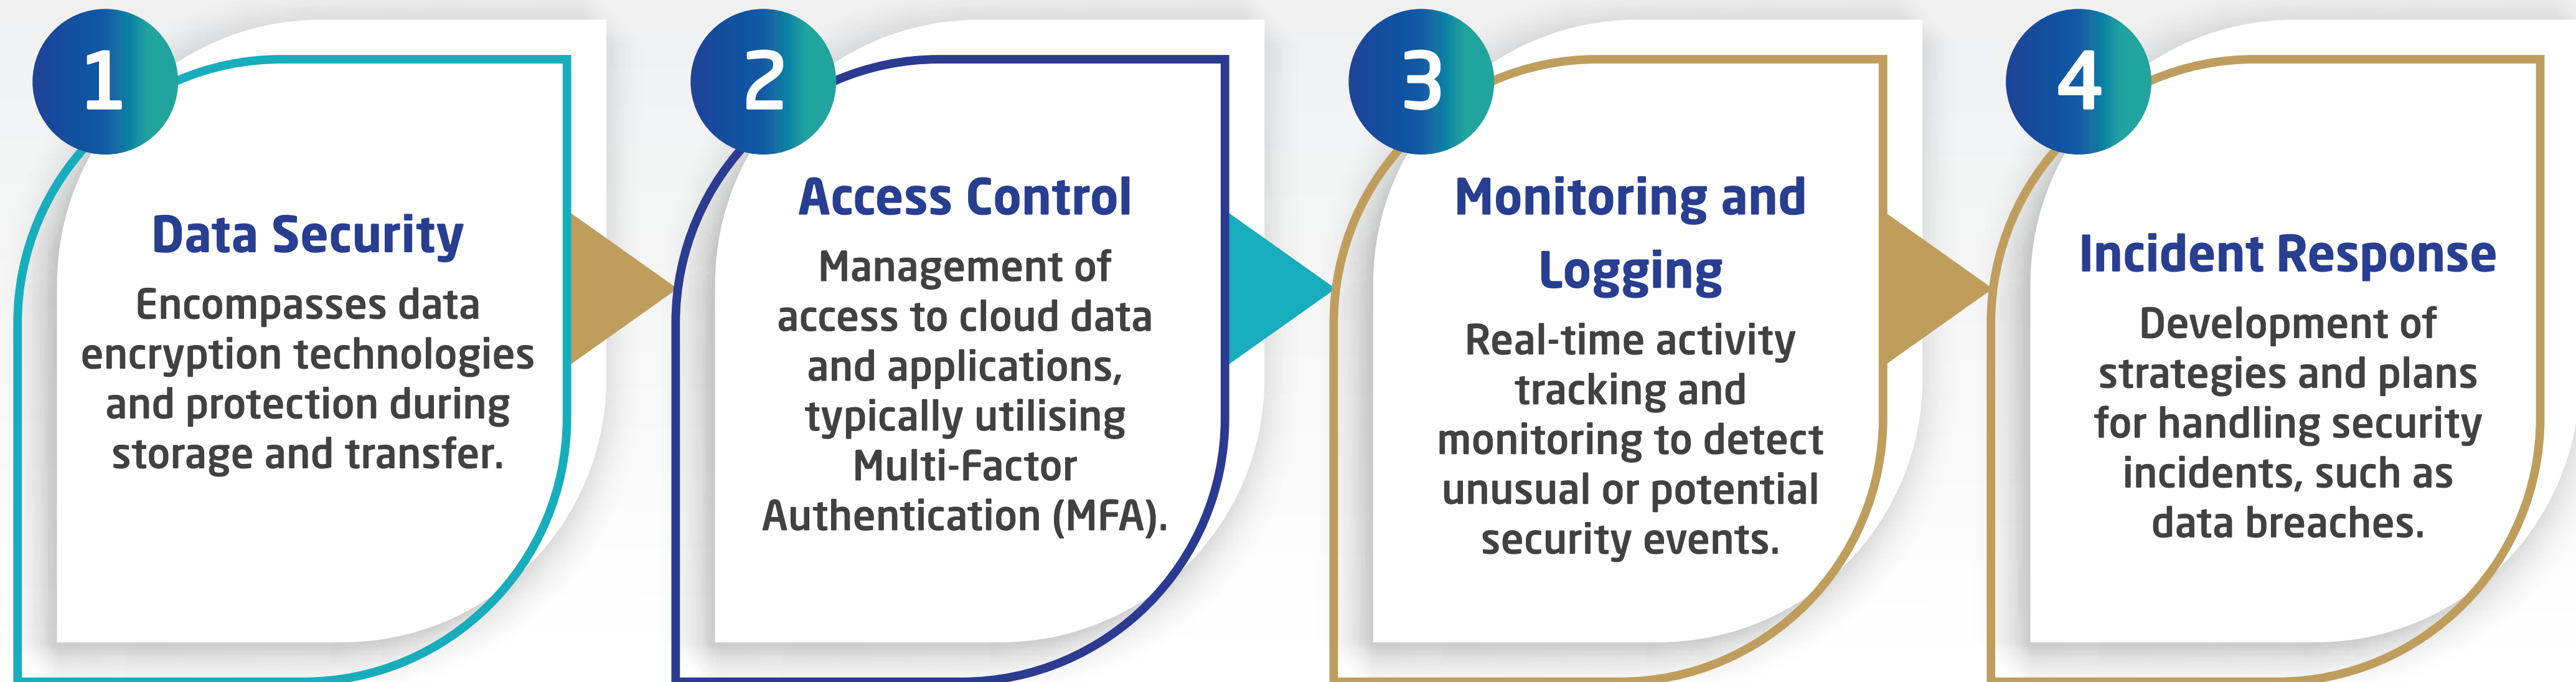 1
Data Security
Encompasses data
encryption technologies
and protection during
storage and transfer.
2
Access Control
Management of
access to cloud data
and applications,
typically utilising
Multi-Factor
Authentication (MFA).
3
Monitoring and
Logging
Real-time activity
tracking and
monitoring to detect
unusual or potential
security events.
4
Incident Response
Development of
strategies and plans
for handling security
incidents, such as
data breaches.